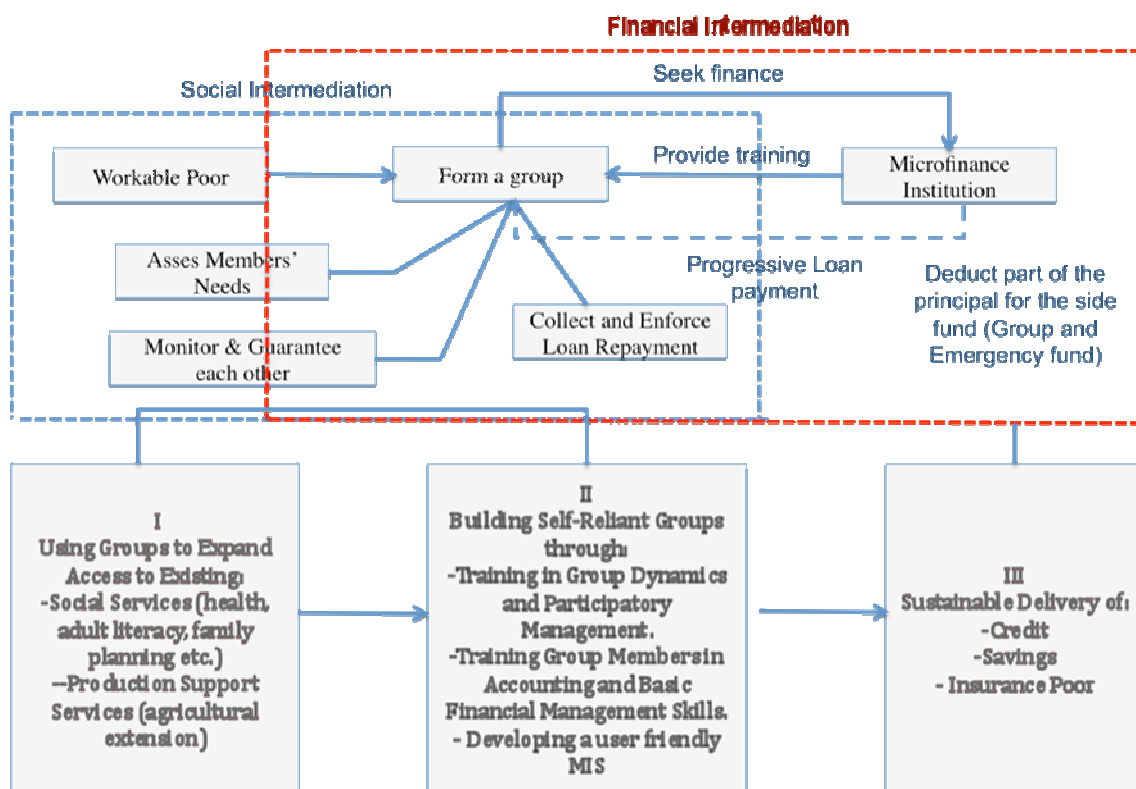 Financial Intermediation
Seek finance
Social Intermediation
Workable Poor
Form a group
Provide training
Microfinance
Institution
Asses Members'
Needs
Progressive Loan
payment
Deduct part of the
principal for the side
fund (Group and
Emergency fund)
Monitor & Guarantee
each other
Collect and Enforce
Loan Repayment
I
Using Groups to Expand
Access to Existing:
-Social Services (health,
adult literacy, family
planning etc.)
--Production Support
Services (agricultural
extension)
II
Building Self-Reliant Groups
through:
-Training in Group Dynamics
and Participatory
Management.
-Training Group Members in
Accounting and Basic
Financial Management Skills.
- Developing a user friendly
MIS
III
Sustainable Delivery of:
-Credit
-Savings
- Insurance Poor